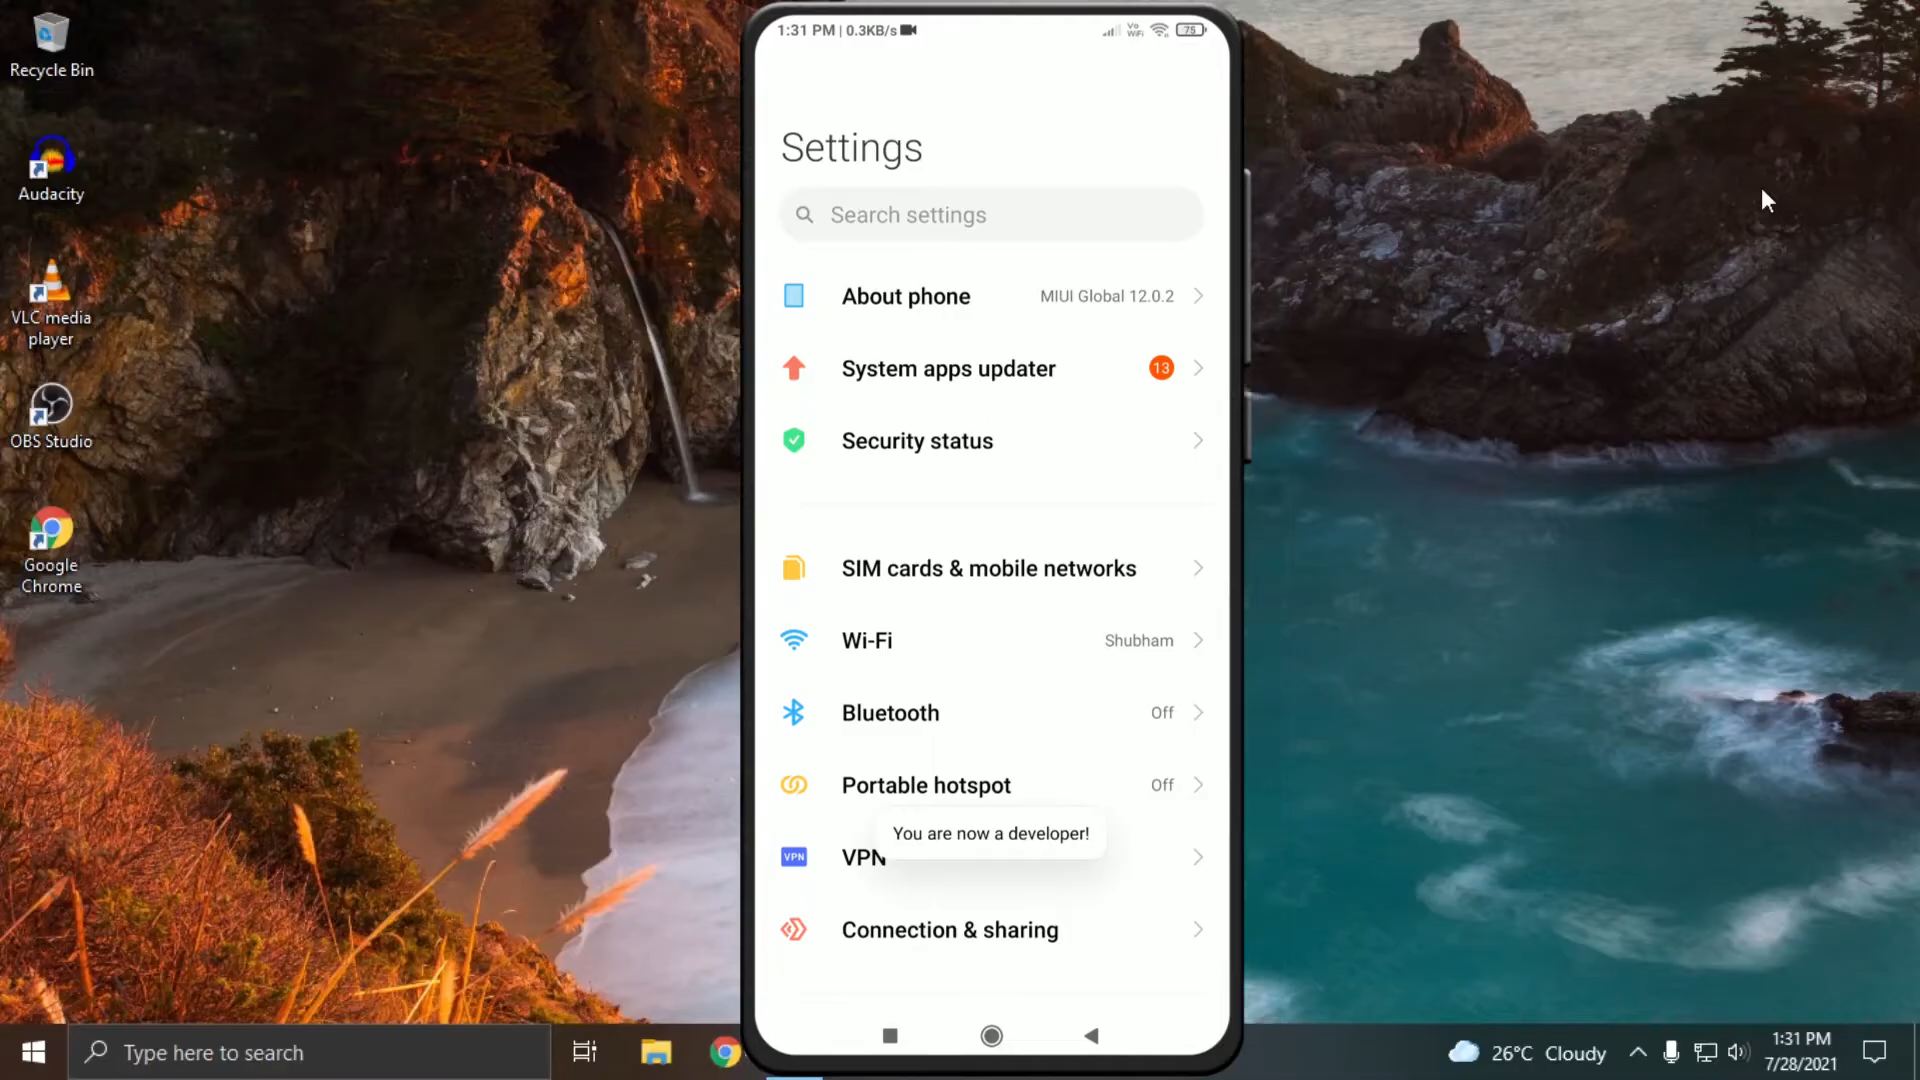 Recycle Bin
Audacity
VLC media
player
OBS Studio
Google
Chrome
1:31 PM | 0.3KB/s
Vo
WiFi
75
Settings
Search settings
About phone
MIUI Global 12.0.2
System apps updater
13
Security status
SIM cards & mobile networks
Wi-Fi
Shubham
Bluetooth
Off
Portable hotspot
Off
You are now a developer!
VPN
VPN
Connection & sharing
Type here to search
26°C Cloudy
1:31 PM
7/28/2021